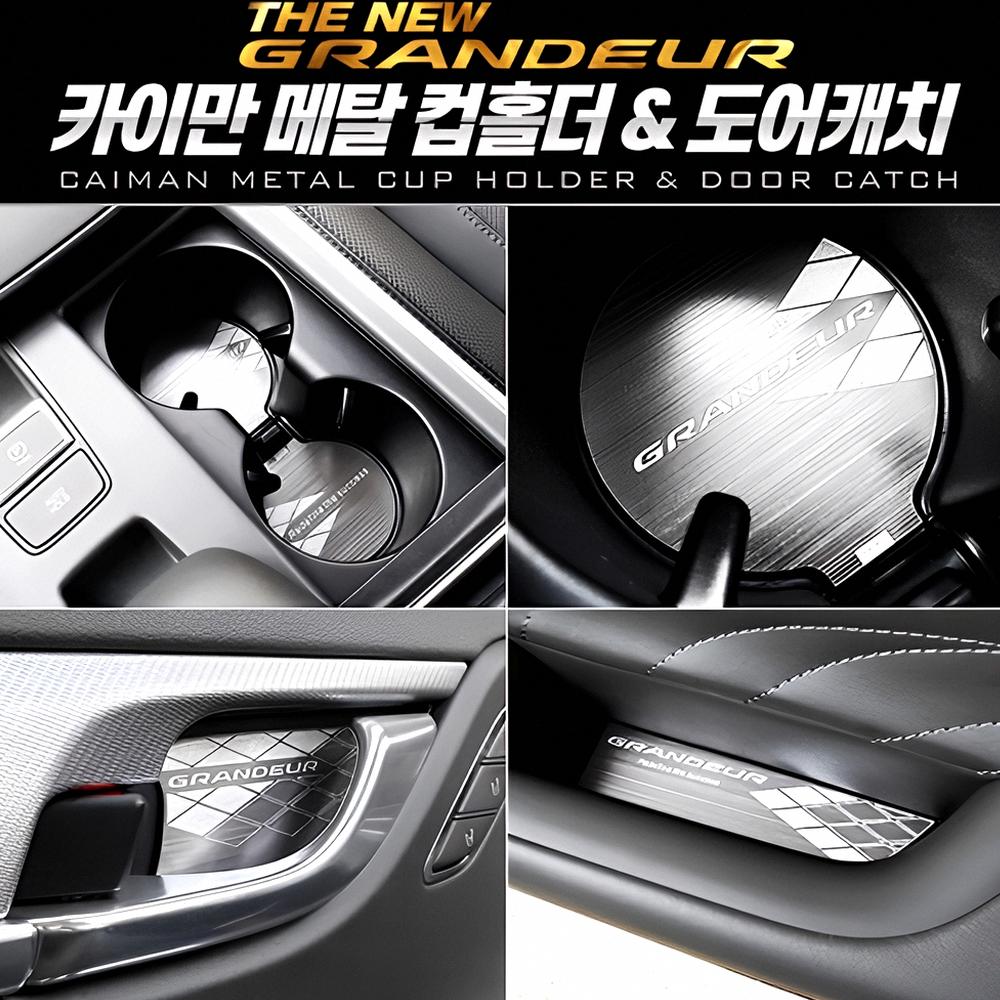 THE NEW
GRANDEUR
카이만 메탈 컵홀더 & 도어캐치
CAIMAN METAL CUP HOLDER & DOOR CATCH
GRANDEUR
GRANDEUR
GRANDEUR